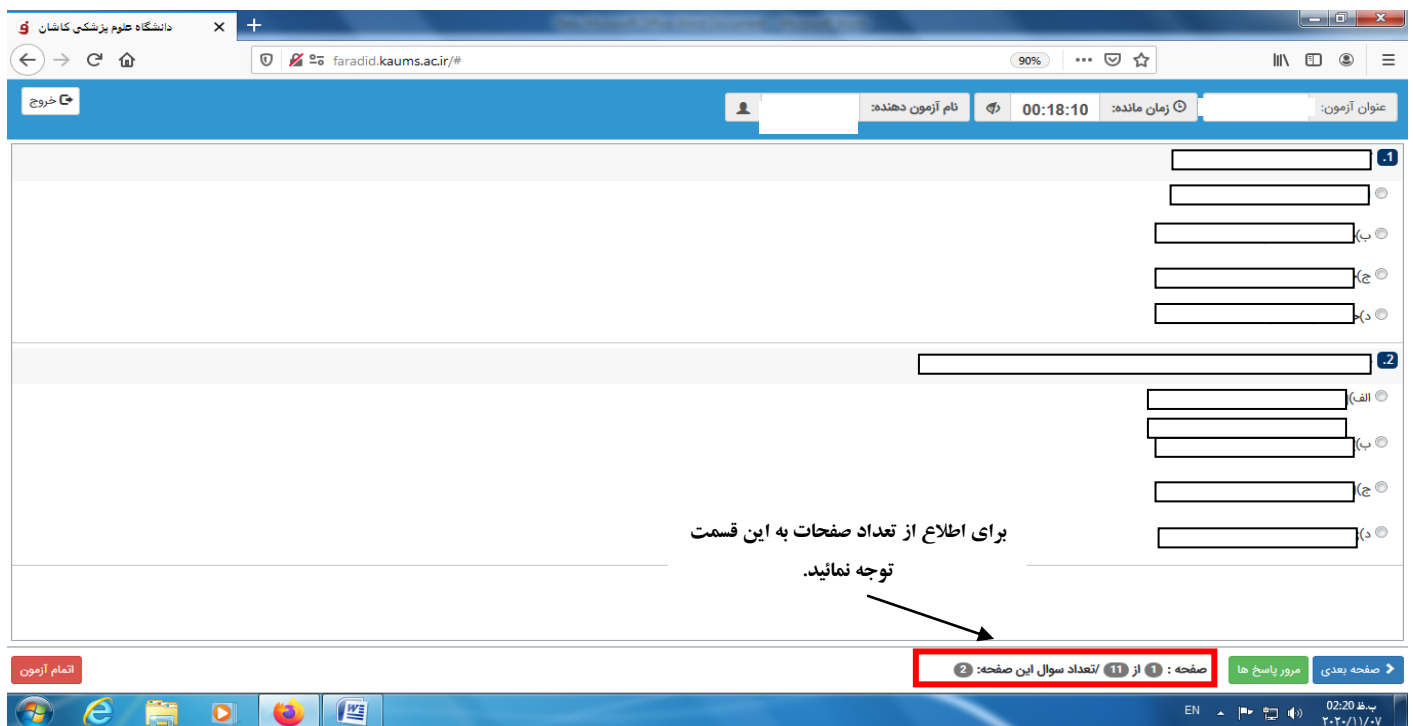 دانشگاه علوم پزشکی کاشان
faradid.kaums.ac.ir/#
90%
عنوان آزمون:
زمان مانده:
00:18:10
نام آزمون دهنده:
خروج
1.
ب)
ج)
د)
2.
الف)
ب)
ج)
د)
برای اطلاع از تعداد صفحات به این قسمت
توجه نمائید.
صفحه بعدی
مرور پاسخ ها
صفحه : 1 از 11 /تعداد سوال این صفحه: 2
اتمام آزمون
EN
02:20 ب.ظ
۲۰۲۰/۱۱/۰۷